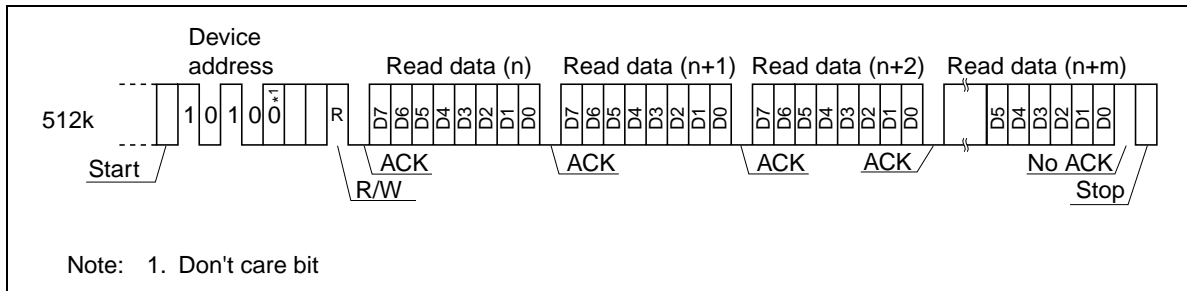 Device
address
Read data (n)
Read data (n+1)
Read data (n+2)
Read data (n+m)
512k
1 0 1 0 0 0*1 R D7 D6 D5 D4 D3 D2 D1 D0 D7 D6 D5 D4 D3 D2 D1 D0 D7 D6 D5 D4 D3 D2 D1 D0 D5 D4 D3 D2 D1 D0
Start
ACK
ACK
ACK
ACK
No ACK
R/W
Stop
Note: 1. Don't care bit